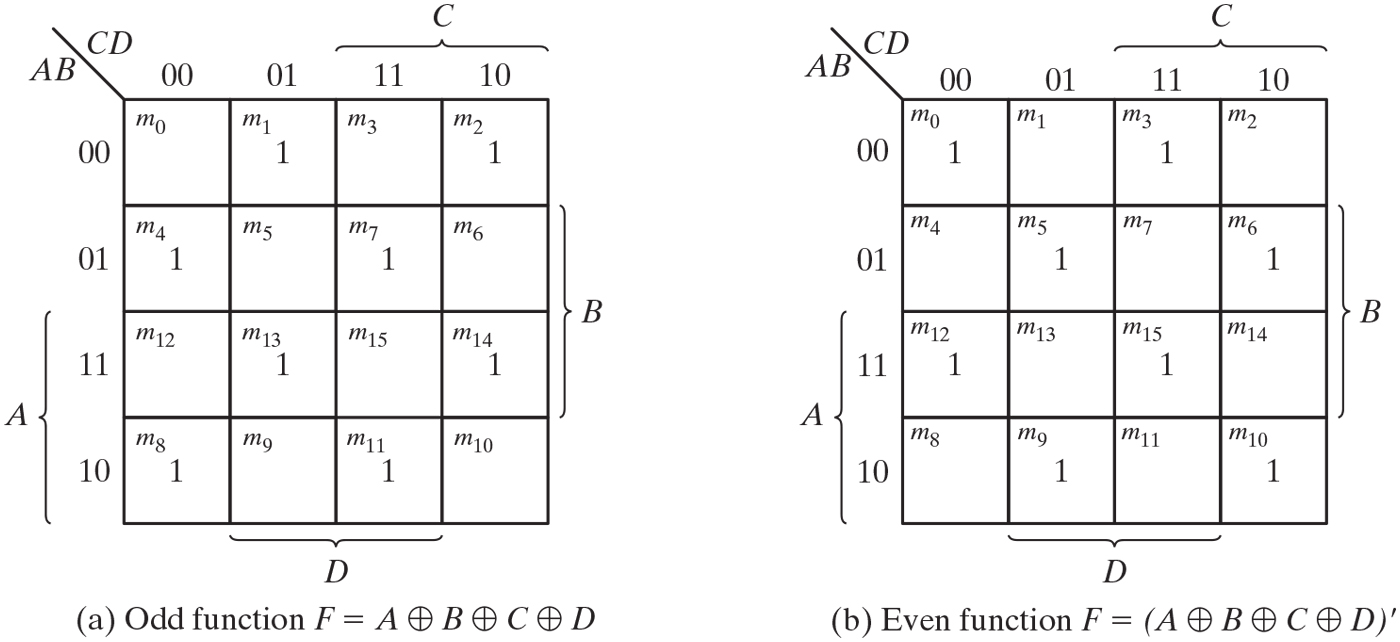 C C
CD CD
AB 00 01 11 10 AB 00 01 11 10
m0 m1 m3 m2 m0 m1 m3 m2
00 1 1 00 1 1
m4 m5 m7 m6 m4 m5 m7 m6
01 1 1 01 1 1
B B
m12 m13 m15 m14 m12 m13 m15 m14
11 1 1 11 1 1
A A
m8 m9 m11 m10 m8 m9 m11 m10
10 1 1 10 1 1
D D
(a) Odd function F = A ⊕ B ⊕ C ⊕ D (b) Even function F = (A ⊕ B ⊕ C ⊕ D)′